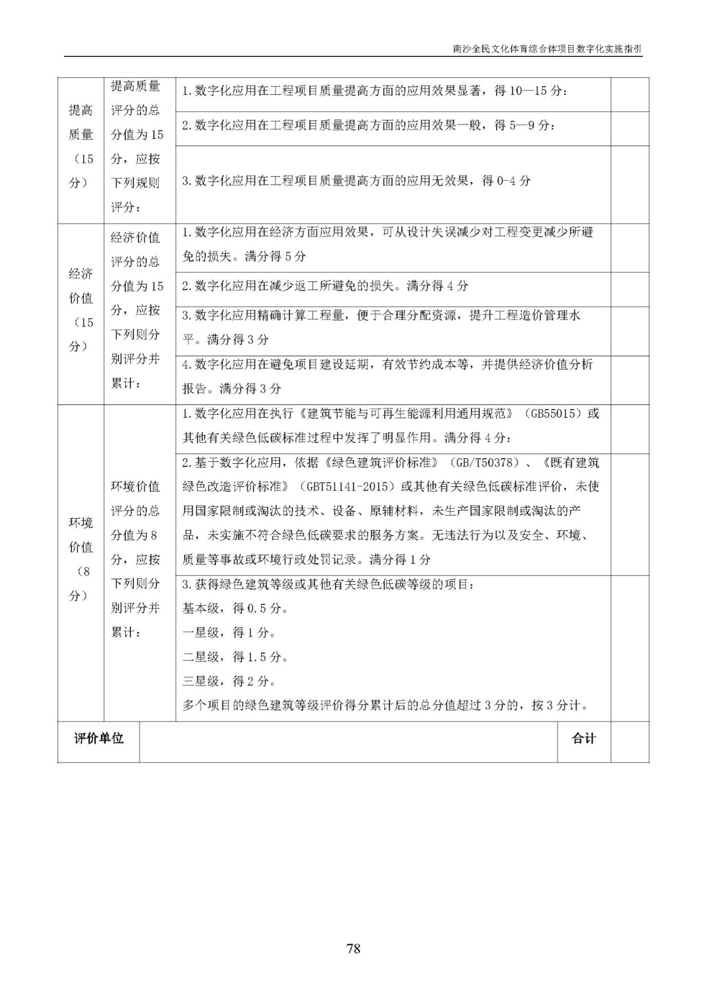 南沙全民文化体育综合体项目数字化实施指引
提高
质量
（15
分）
提高质量
评分的总
分值为 15
分，应按
下列规则
评分：
1.数字化应用在工程项目质量提高方面的应用效果显著，得 10—15 分：
2.数字化应用在工程项目质量提高方面的应用效果一般，得 5—9 分：
3.数字化应用在工程项目质量提高方面的应用无效果，得 0-4 分
经济
价值
（15
分）
经济价值
评分的总
分值为 15
分，应按
下列则分
别评分并
累计：
1.数字化应用在经济方面应用效果，可从设计失误减少对工程变更减少所避
免的损失。满分得 5 分
2.数字化应用在减少返工所避免的损失。满分得 4 分
3.数字化应用精确计算工程量，便于合理分配资源，提升工程造价管理水
平。满分得 3 分
4.数字化应用在避免项目建设延期，有效节约成本等，并提供经济价值分析
报告。满分得 3 分
环境
价值
（8
分）
环境价值
评分的总
分值为 8
分，应按
下列则分
别评分并
累计：
1.数字化应用在执行《建筑节能与可再生能源利用通用规范》（GB55015）或
其他有关绿色低碳标准过程中发挥了明显作用。满分得 4 分：
2.基于数字化应用，依据《绿色建筑评价标准》（GB/T50378）、《既有建筑
绿色改造评价标准》（GBT51141-2015）或其他有关绿色低碳标准评价，未使
用国家限制或淘汰的技术、设备、原辅材料，未生产国家限制或淘汰的产
品，未实施不符合绿色低碳要求的服务方案。无违法行为以及安全、环境、
质量等事故或环境行政处罚记录。满分得 1 分
3.获得绿色建筑等级或其他有关绿色低碳等级的项目：
基本级，得 0.5 分。
一星级，得 1 分。
二星级，得 1.5 分。
三星级，得 2 分。
多个项目的绿色建筑等级评价得分累计后的总分值超过 3 分的，按 3 分计。
评价单位
合计
78